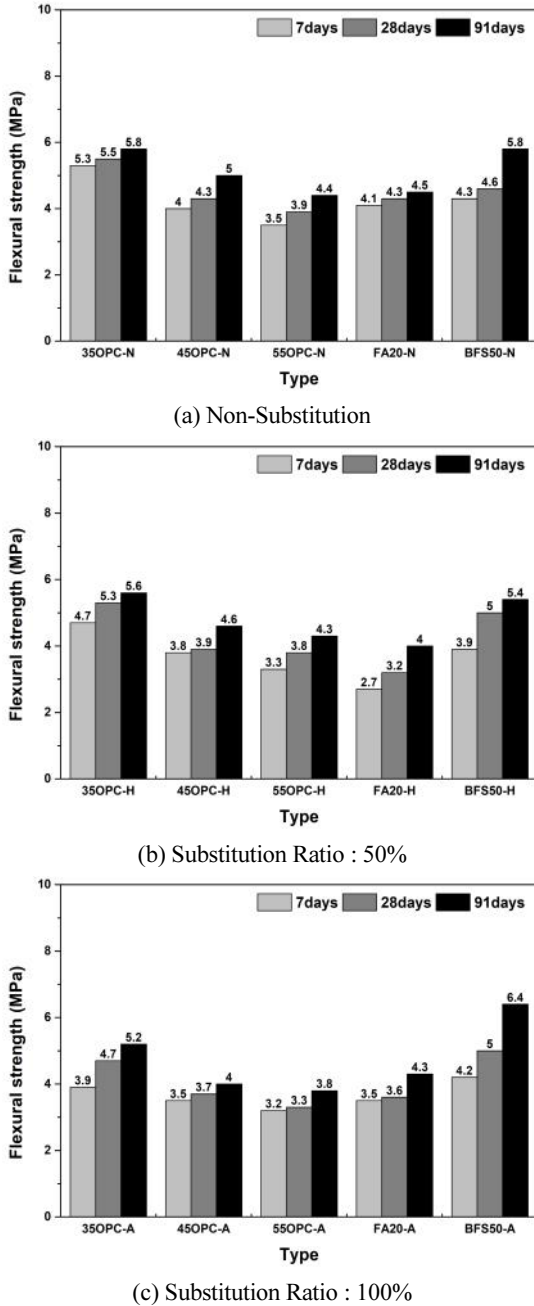 10
7days 28days 91days
8
Flexural strength (MPa)
6
5.3 5.5 5.8 4 4.3 5 3.5 3.9 4.4 4.1 4.3 4.5 4.3 4.6 5.8
4
2
0
35OPC-N 45OPC-N 55OPC-N FA20-N BFS50-N
Type
(a) Non-Substitution
10
7days 28days 91days
8
Flexural strength (MPa)
6
4.7 5.3 5.6 3.8 3.9 4.6 3.3 3.8 4.3 2.7 3.2 4 3.9 5 5.4
4
2
0
35OPC-H 45OPC-H 55OPC-H FA20-H BFS50-H
Type
(b) Substitution Ratio : 50%
10
7days 28days 91days
8
Flexural strength (MPa)
6
3.9 4.7 5.2 3.5 3.7 4 3.2 3.3 3.8 3.5 3.6 4.3 4.2 5 6.4
4
2
0
35OPC-A 45OPC-A 55OPC-A FA20-A BFS50-A
Type
(c) Substitution Ratio : 100%